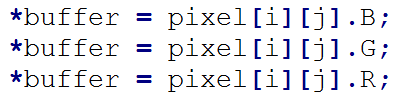 *buffer = pixel[i][j].B;
*buffer = pixel[i][j].G;
*buffer = pixel[i][j].R;